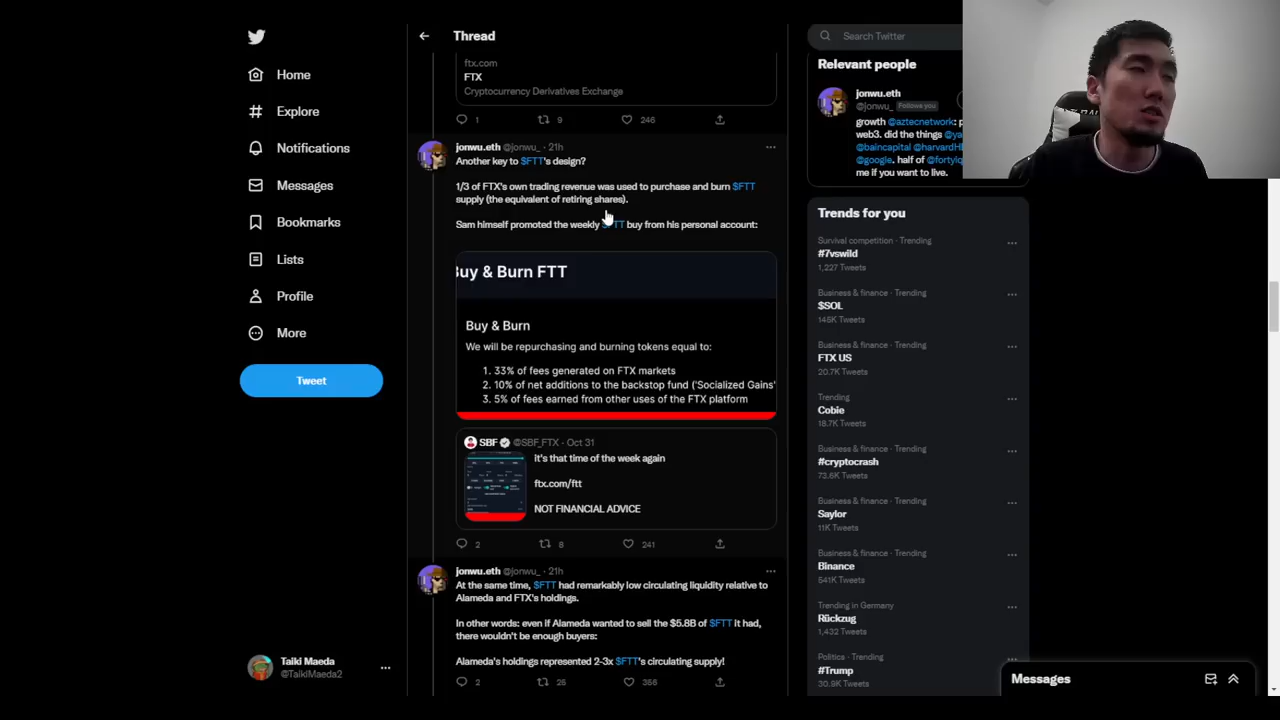 Home
Explore
Notifications
Messages
Bookmarks
Lists
Profile
More
Tweet
Taiki Maeda
@TaikiMaeda2
Thread
ftx.com
FTX
Cryptocurrency Derivatives Exchange
1
9
246
jonwu.eth @jonwu_ · 21h
Another key to $FTT's design?
1/3 of FTX's own trading revenue was used to purchase and burn $FTT
supply (the equivalent of retiring shares).
Sam himself promoted the weekly $FTT buy from his personal account:
Buy & Burn FTT
Buy & Burn
We will be repurchasing and burning tokens equal to:
1. 33% of fees generated on FTX markets
2. 10% of net additions to the backstop fund ('Socialized Gains'
3. 5% of fees earned from other uses of the FTX platform
SBF @SBF_FTX · Oct 31
it's that time of the week again
ftx.com/ftt
NOT FINANCIAL ADVICE
2
8
241
jonwu.eth @jonwu_ · 21h
At the same time, $FTT had remarkably low circulating liquidity relative to
Alameda and FTX's holdings.
In other words: even if Alameda wanted to sell the $5.8B of $FTT it had,
there wouldn't be enough buyers:
Alameda's holdings represented 2-3x $FTT's circulating supply!
2
26
356
Search Twitter
Relevant people
jonwu.eth
@jonwu_ Follows you
growth @aztecnetwork: p
web3. did the things @ya
@baincapital @harvardHB
@google. half of @fortyiq
me if you want to live.
Trends for you
Survival competition · Trending
#7vswild
1,227 Tweets
Business & finance · Trending
$SOL
145K Tweets
Business & finance · Trending
FTX US
20.7K Tweets
Trending
Cobie
18.7K Tweets
Business & finance · Trending
#cryptocrash
73.6K Tweets
Business & finance · Trending
Saylor
11K Tweets
Business & finance · Trending
Binance
541K Tweets
Trending in Germany
Rückzug
1,432 Tweets
Politics · Trending
#Trump
30.9K Tweets
Messages